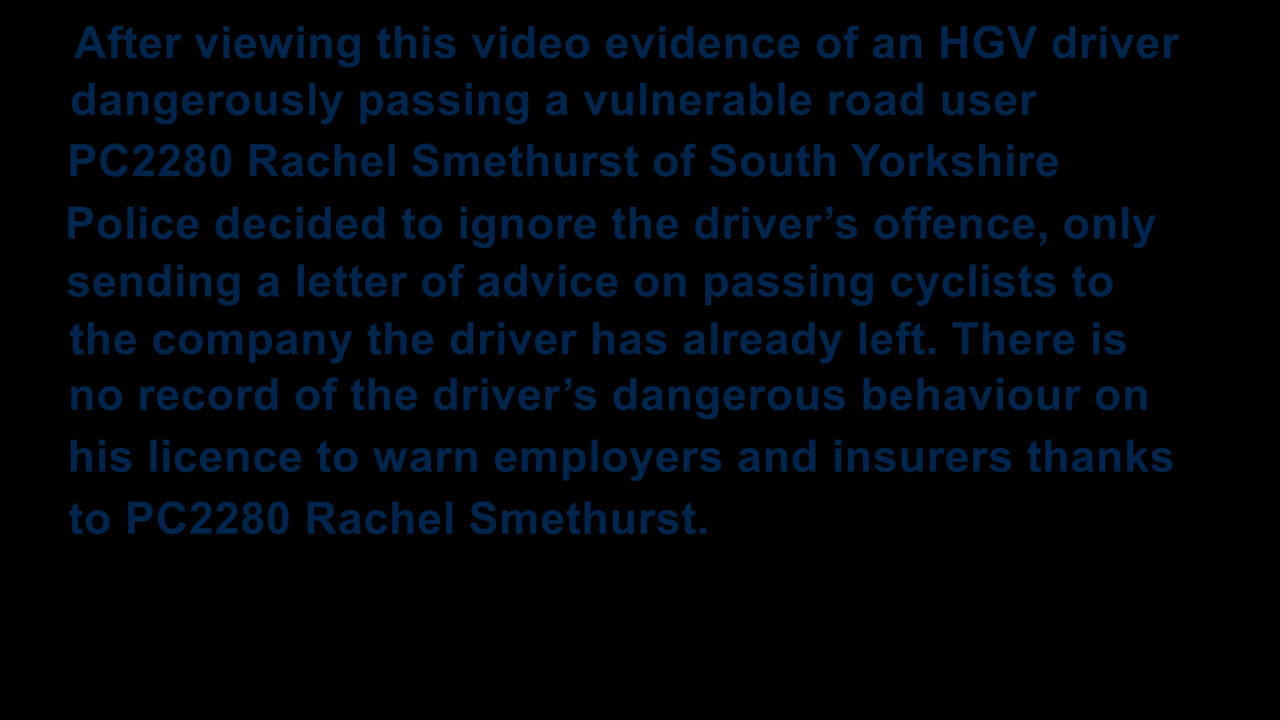 After viewing this video evidence of an HGV driver
dangerously passing a vulnerable road user
PC2280 Rachel Smethurst of South Yorkshire
Police decided to ignore the driver’s offence, only
sending a letter of advice on passing cyclists to
the company the driver has already left. There is
no record of the driver’s dangerous behaviour on
his licence to warn employers and insurers thanks
to PC2280 Rachel Smethurst.